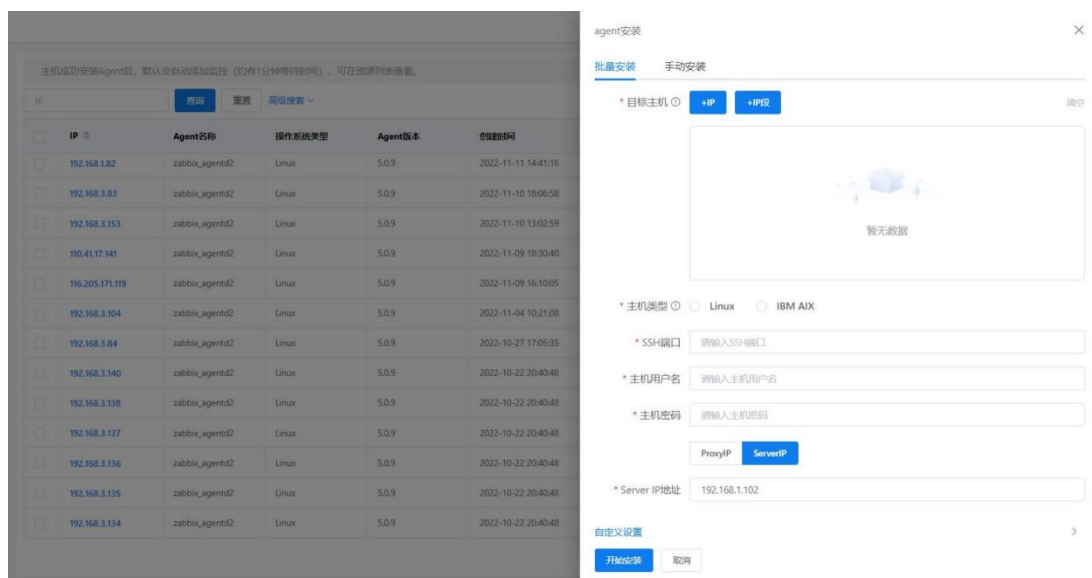 主机成功安装Agent后，默认会自动添加监控（约有1分钟等待时间），可在资源列表查看。
IP 查询 重置 高级搜索
IP Agent名称 操作系统类型 Agent版本 创建时间
192.168.1.82 zabbix_agentd2 Linux 5.0.9 2022-11-11 14:41:16
192.168.3.83 zabbix_agentd2 Linux 5.0.9 2022-11-10 18:06:58
192.168.3.153 zabbix_agentd2 Linux 5.0.9 2022-11-10 13:02:59
110.41.17.141 zabbix_agentd2 Linux 5.0.9 2022-11-09 18:30:40
116.205.171.119 zabbix_agentd2 Linux 5.0.9 2022-11-09 16:10:05
192.168.3.104 zabbix_agentd2 Linux 5.0.9 2022-11-04 10:21:08
192.168.3.84 zabbix_agentd2 Linux 5.0.9 2022-10-27 17:05:35
192.168.3.140 zabbix_agentd2 Linux 5.0.9 2022-10-22 20:40:48
192.168.3.138 zabbix_agentd2 Linux 5.0.9 2022-10-22 20:40:48
192.168.3.137 zabbix_agentd2 Linux 5.0.9 2022-10-22 20:40:48
192.168.3.136 zabbix_agentd2 Linux 5.0.9 2022-10-22 20:40:48
192.168.3.135 zabbix_agentd2 Linux 5.0.9 2022-10-22 20:40:48
192.168.3.134 zabbix_agentd2 Linux 5.0.9 2022-10-22 20:40:48
agent安装
批量安装 手动安装
* 目标主机 +IP +IP段 清空
暂无数据
* 主机类型 Linux IBM AIX
* SSH端口 请输入SSH端口
* 主机用户名 请输入主机用户名
* 主机密码 请输入主机密码
ProxyIP ServerIP
* Server IP地址 192.168.1.102
自定义设置
开始安装 取消